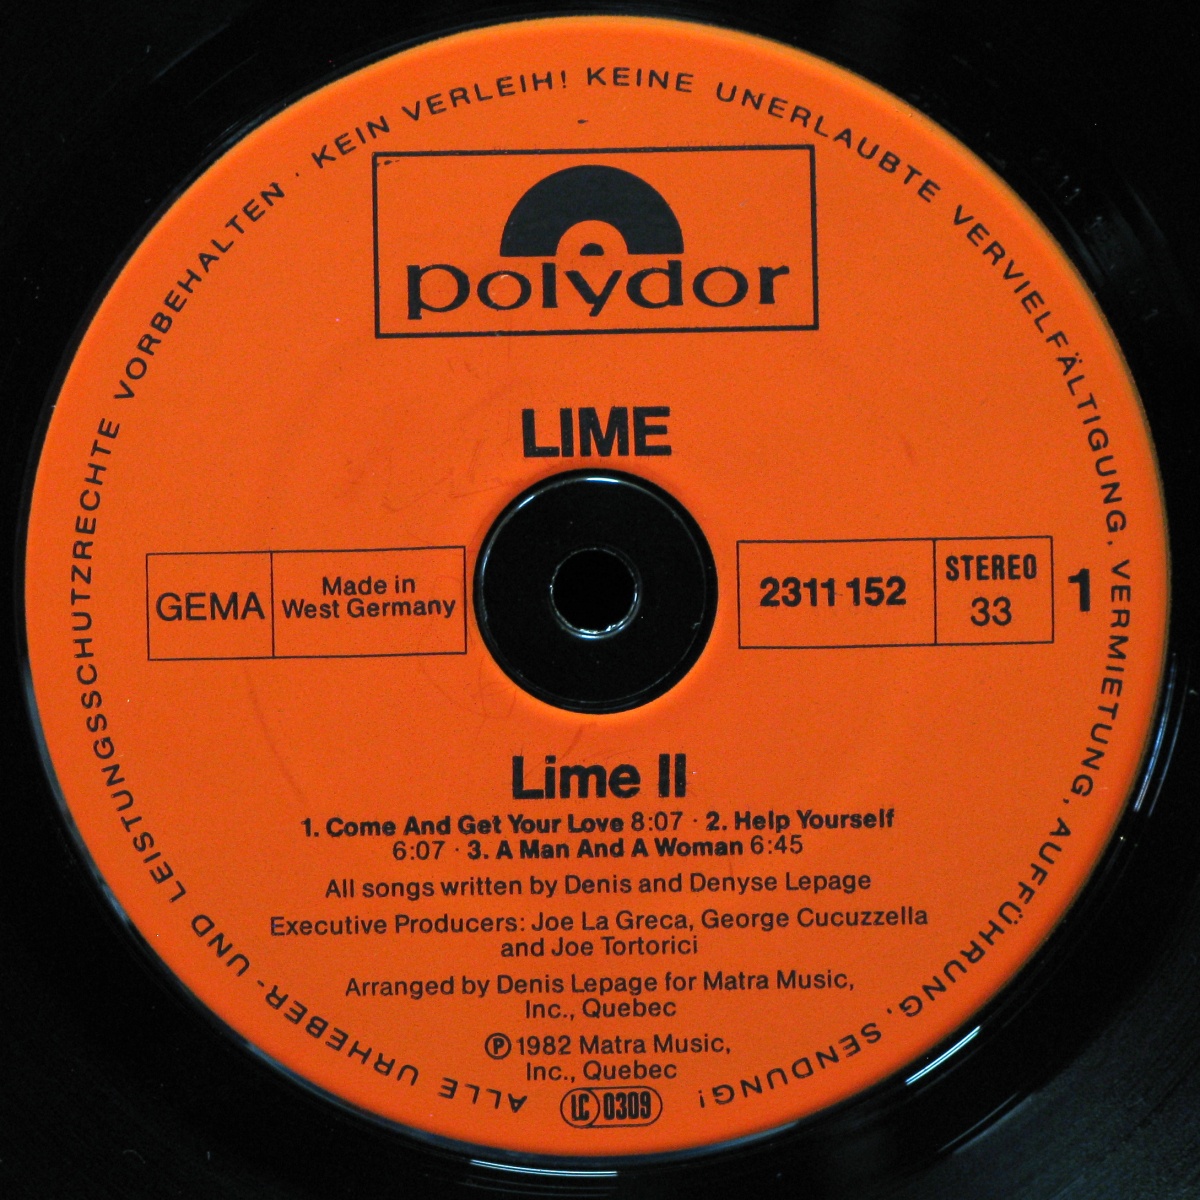 ALLE URHEBER- UND LEISTUNGSSCHUTZRECHTE VORBEHALTEN · KEIN VERLEIH! KEINE UNERLAUBTE VERVIELFÄLTIGUNG, VERMIETUNG, AUFFÜHRUNG, SENDUNG!
polydor
LIME
GEMA
Made in
West Germany
2311 152
STEREO
33
1
Lime II
1. Come And Get Your Love 8:07 · 2. Help Yourself
6:07 · 3. A Man And A Woman 6:45
All songs written by Denis and Denyse Lepage
Executive Producers: Joe La Greca, George Cucuzzella
and Joe Tortorici
Arranged by Denis Lepage for Matra Music,
Inc., Quebec
Ⓟ 1982 Matra Music,
Inc., Quebec
LC 0309